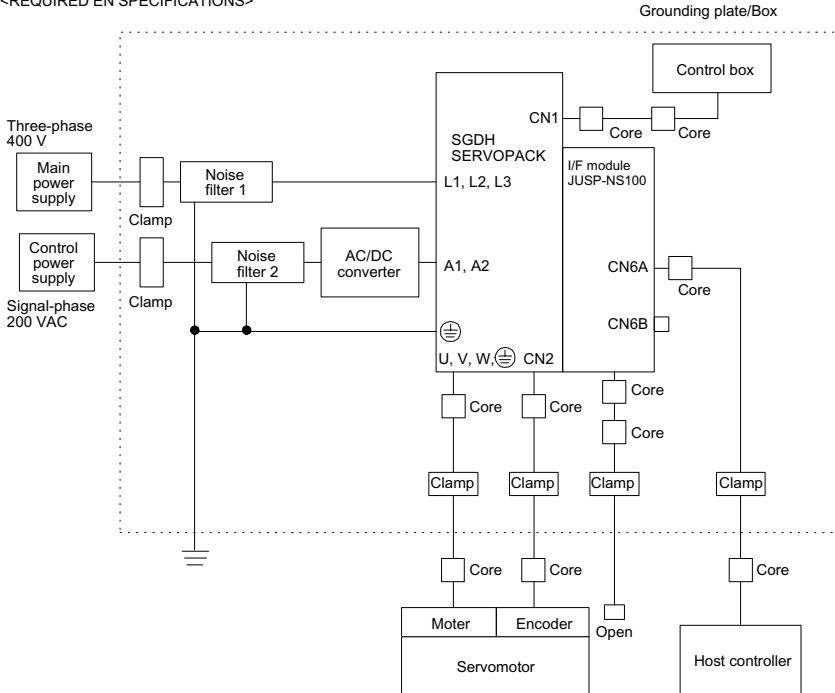 <REQUIRED EN SPECIFICATIONS>
Grounding plate/Box
Control box
CN1
Core
Core
Three-phase
400 V
SGDH
SERVOPACK
I/F module
JUSP-NS100
Main
power
supply
Clamp
Noise
filter 1
L1, L2, L3
Control
power
supply
Clamp
Noise
filter 2
AC/DC
converter
A1, A2
CN6A
Core
Signal-phase
200 VAC
CN6B
U, V, W, CN2
Core
Core
Core
Core
Clamp
Clamp
Clamp
Clamp
Core
Core
Core
Moter
Encoder
Open
Servomotor
Host controller